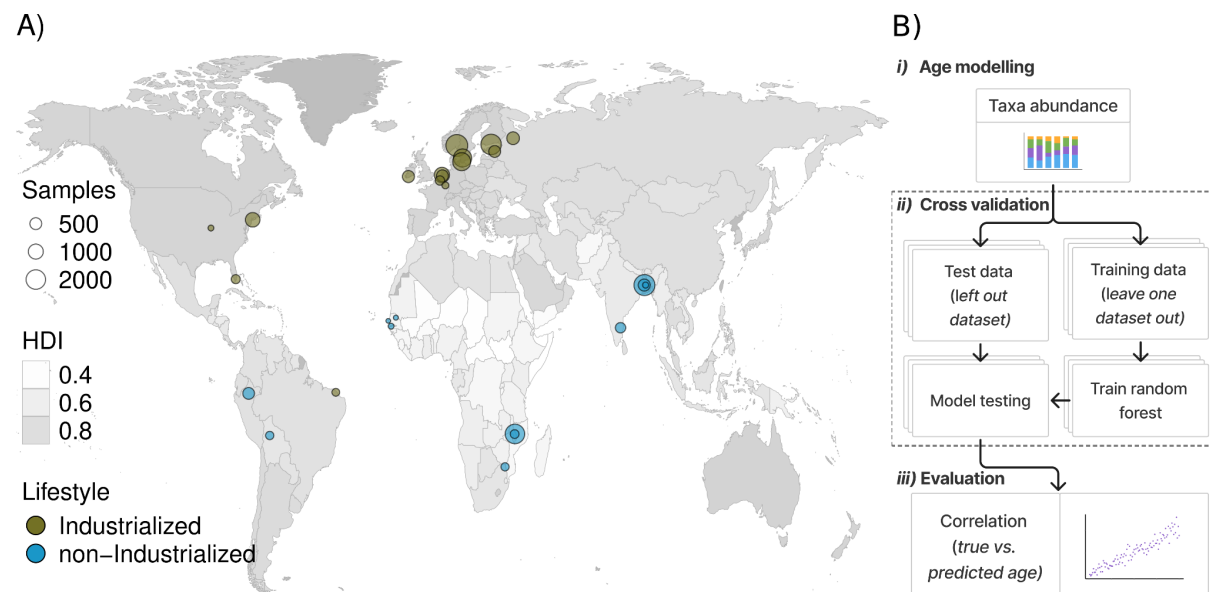 A)
Samples
500
1000
2000
HDI
0.4
0.6
0.8
Lifestyle
Industrialized
non-Industrialized
B)
i) Age modelling
Taxa abundance
ii) Cross validation
Test data
(left out
dataset)
Training data
(leave one
dataset out)
Model testing
Train random
forest
iii) Evaluation
Correlation
(true vs.
predicted age)